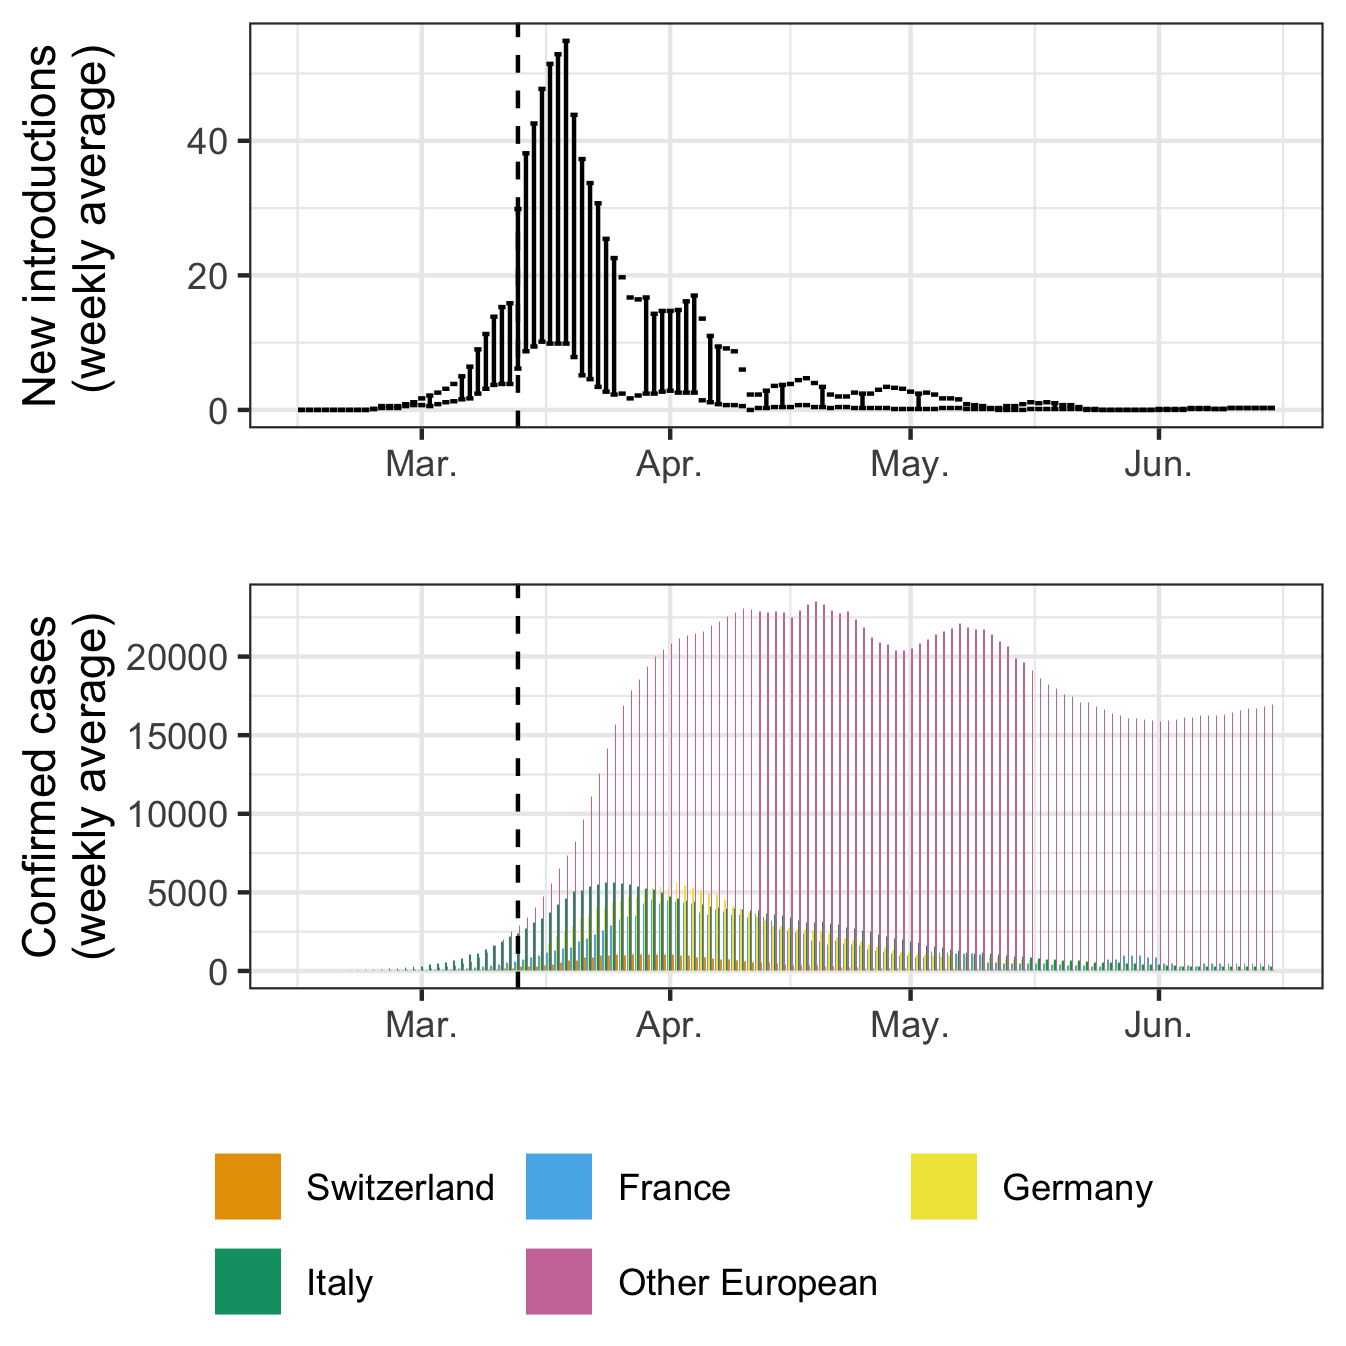 New introductions
(weekly average)
40
20
0
Mar. Apr. May. Jun.
Confirmed cases
(weekly average)
20000
15000
10000
5000
0
Mar. Apr. May. Jun.
Switzerland France Germany
Italy Other European